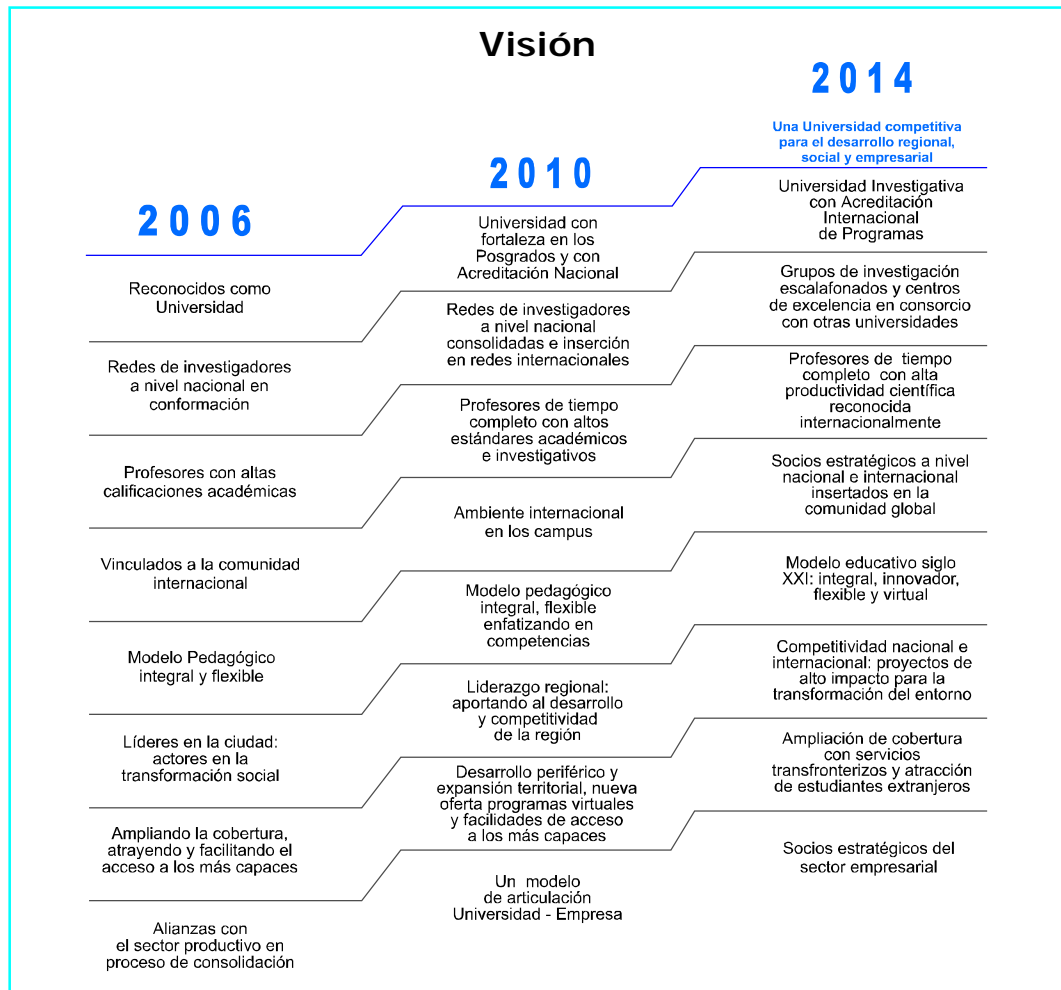 Visión
2006
Reconocidos como
Universidad
Redes de investigadores
a nivel nacional en
conformación
Profesores con altas
calificaciones académicas
Vinculados a la comunidad
internacional
Modelo Pedagógico
integral y flexible
Líderes en la ciudad:
actores en la
transformación social
Ampliando la cobertura,
atrayendo y facilitando el
acceso a los más capaces
Alianzas con
el sector productivo en
proceso de consolidación
2010
Universidad con
fortaleza en los
Posgrados y con
Acreditación Nacional
Redes de investigadores
a nivel nacional
consolidadas e inserción
en redes internacionales
Profesores de tiempo
completo con altos
estándares académicos
e investigativos
Ambiente internacional
en los campus
Modelo pedagógico
integral, flexible
enfatizando en
competencias
Liderazgo regional:
aportando al desarrollo
y competitividad
de la región
Desarrollo periférico y
expansión territorial, nueva
oferta programas virtuales
y facilidades de acceso
a los más capaces
Un modelo
de articulación
Universidad - Empresa
2014
Una Universidad competitiva
para el desarrollo regional,
social y empresarial
Universidad Investigativa
con Acreditación
Internacional
de Programas
Grupos de investigación
escalafonados y centros
de excelencia en consorcio
con otras universidades
Profesores de tiempo
completo con alta
productividad científica
reconocida
internacionalmente
Socios estratégicos a nivel
nacional e internacional
insertados en la
comunidad global
Modelo educativo siglo
XXI: integral, innovador,
flexible y virtual
Competitividad nacional e
internacional: proyectos de
alto impacto para la
transformación del entorno
Ampliación de cobertura
con servicios
transfronterizos y atracción
de estudiantes extranjeros
Socios estratégicos del
sector empresarial